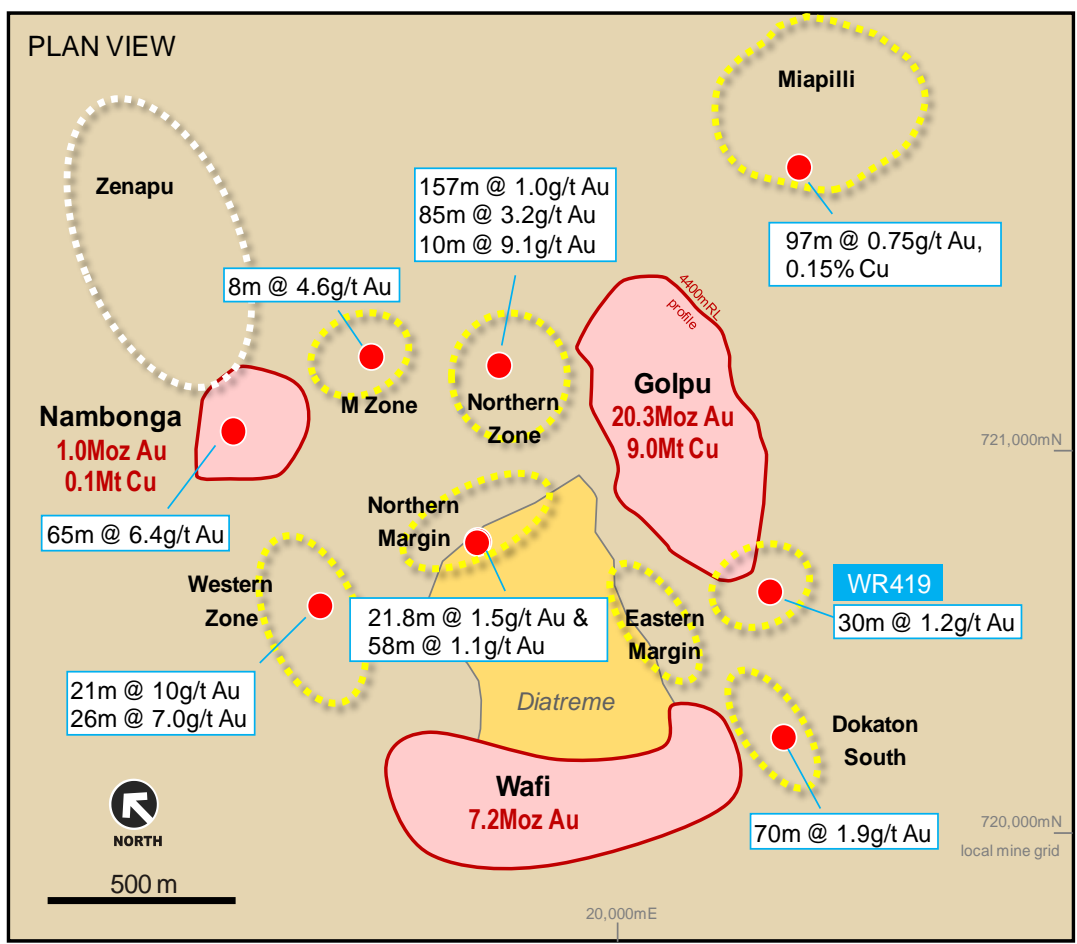 PLAN VIEW
Miapilli
Zenapu
157m @ 1.0g/t Au
85m @ 3.2g/t Au
10m @ 9.1g/t Au
97m @ 0.75g/t Au,
0.15% Cu
8m @ 4.6g/t Au
4400mRL
profile
M Zone
Northern
Zone
Golpu
20.3Moz Au
9.0Mt Cu
Nambonga
1.0Moz Au
0.1Mt Cu
721,000mN
65m @ 6.4g/t Au
Northern
Margin
Western
Zone
21.8m @ 1.5g/t Au &
58m @ 1.1g/t Au
Eastern
Margin
WR419
30m @ 1.2g/t Au
21m @ 10g/t Au
26m @ 7.0g/t Au
Diatreme
Dokaton
South
Wafi
7.2Moz Au
70m @ 1.9g/t Au
720,000mN
local mine grid
NORTH
500 m
20,000mE